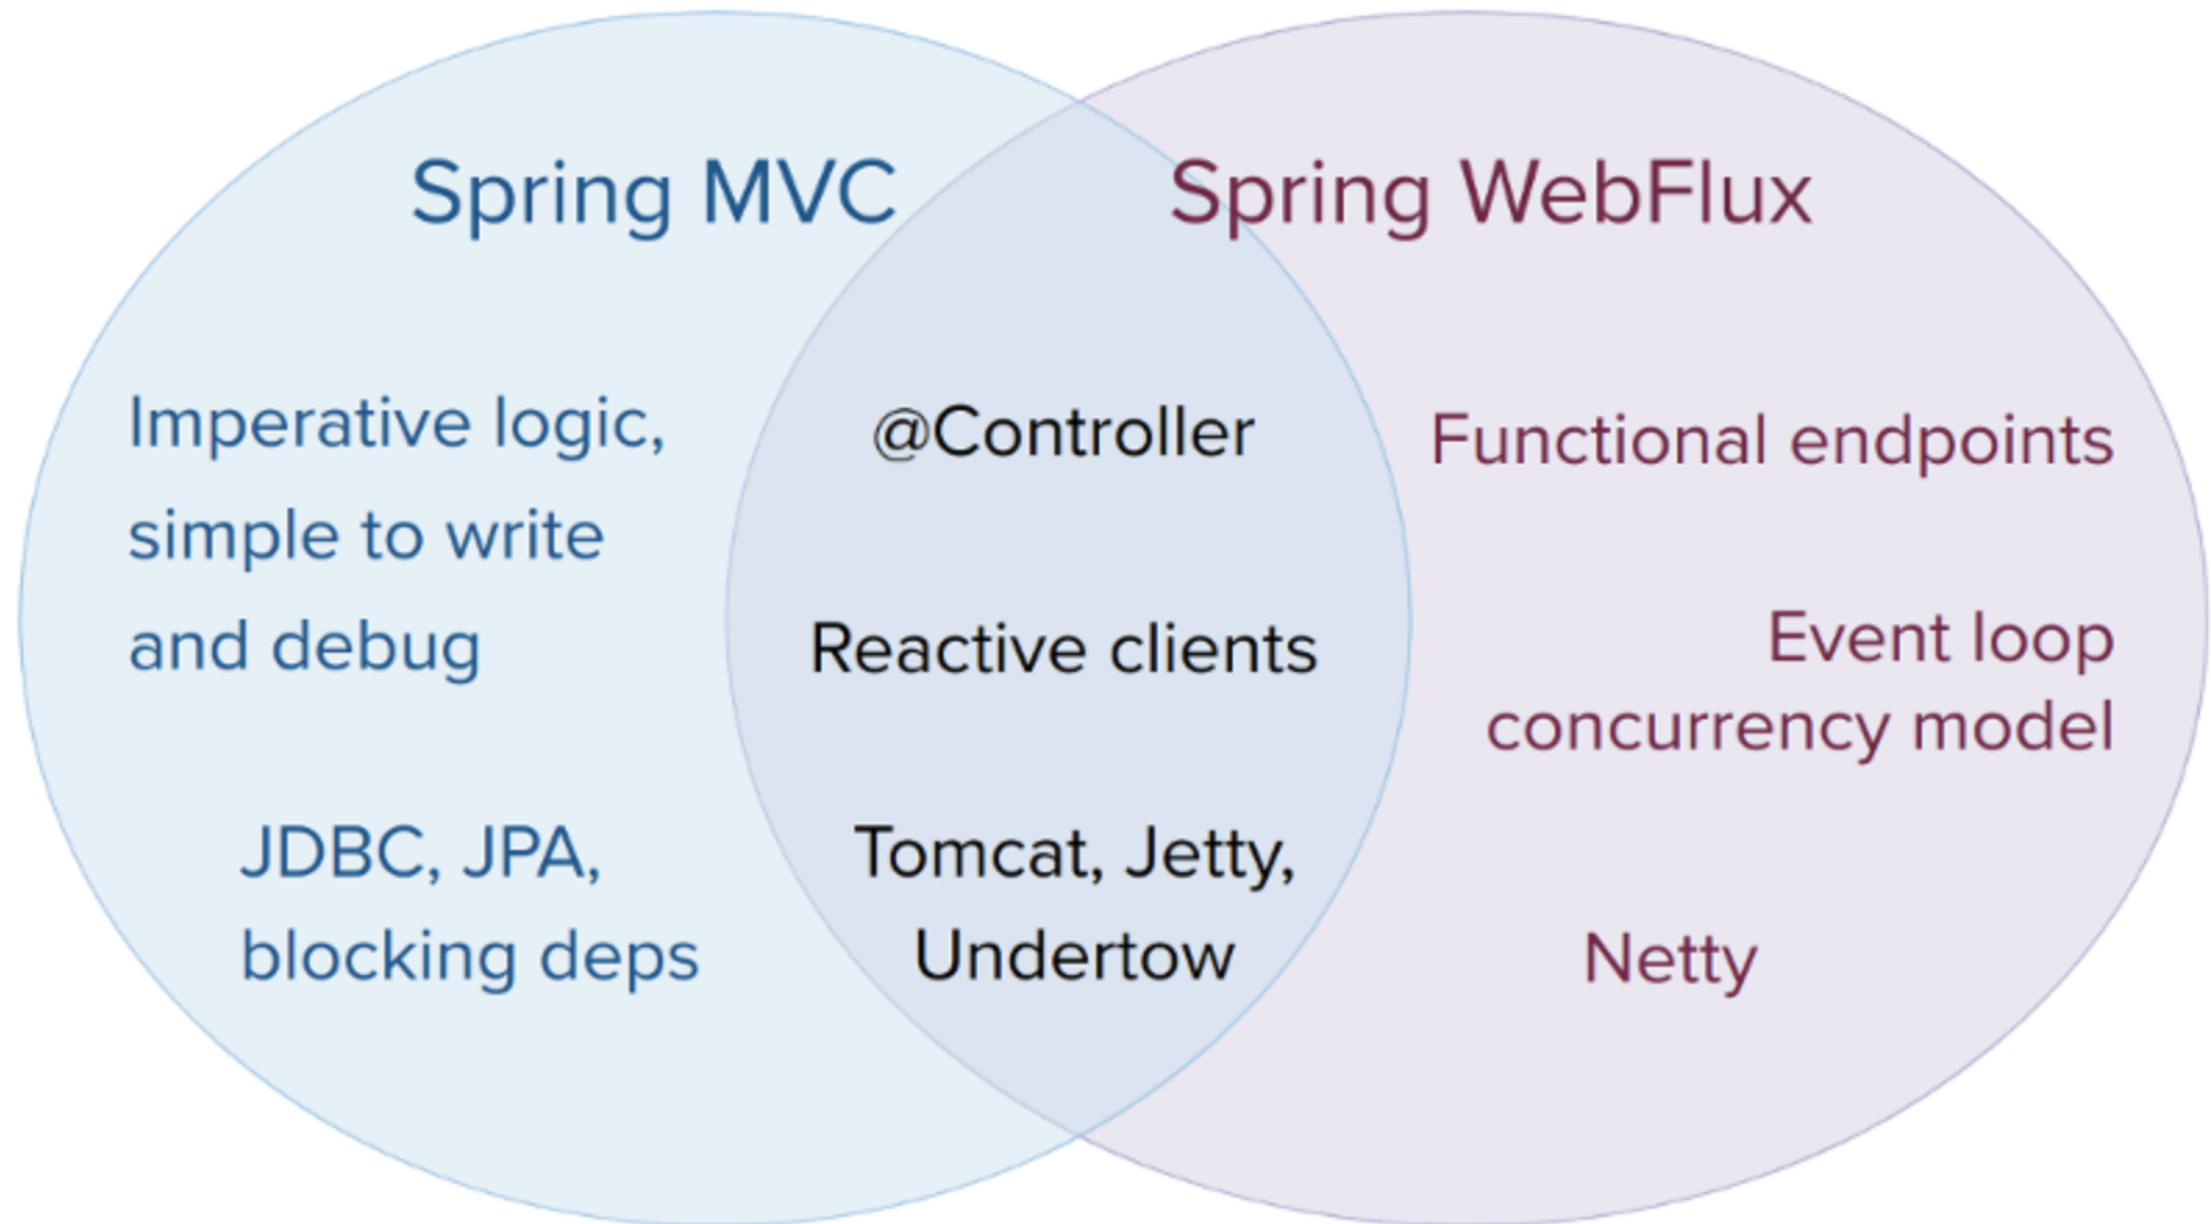 Spring MVC
Spring WebFlux
Imperative logic,
simple to write
and debug
JDBC, JPA,
blocking deps
@Controller
Reactive clients
Tomcat, Jetty,
Undertow
Functional endpoints
Event loop
concurrency model
Netty